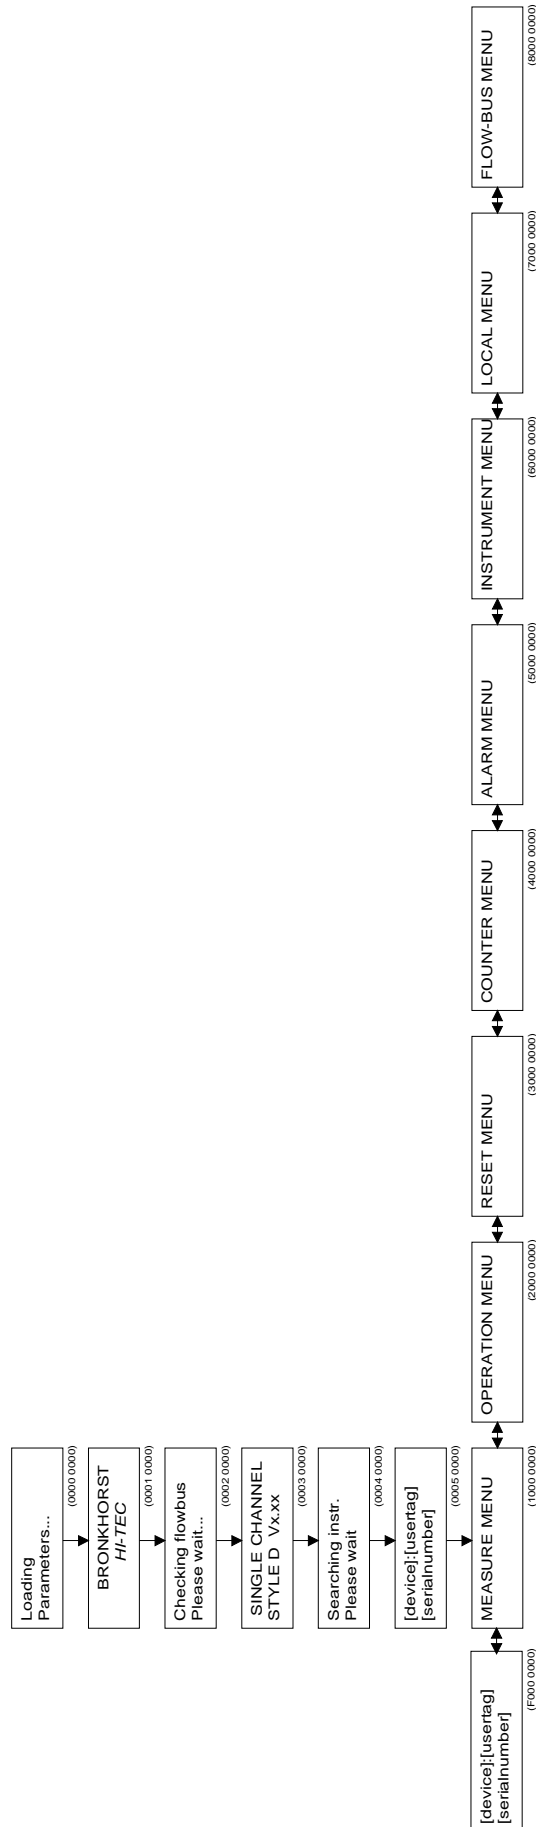 Loading
Parameters...
(0000 0000)
BRONKHORST
HI-TEC
(0001 0000)
Checking flowbus
Please wait...
(0002 0000)
SINGLE CHANNEL
STYLE D  Vx.xx
(0003 0000)
Searching instr.
Please wait
(0004 0000)
[device]:[usertag]
[serialnumber]
(0005 0000)
[device]:[usertag]
[serialnumber]
(F000 0000)
MEASURE MENU
(1000 0000)
OPERATION MENU
(2000 0000)
RESET MENU
(3000 0000)
COUNTER MENU
(4000 0000)
ALARM MENU
(5000 0000)
INSTRUMENT MENU
(6000 0000)
LOCAL MENU
(7000 0000)
FLOW-BUS MENU
(8000 0000)